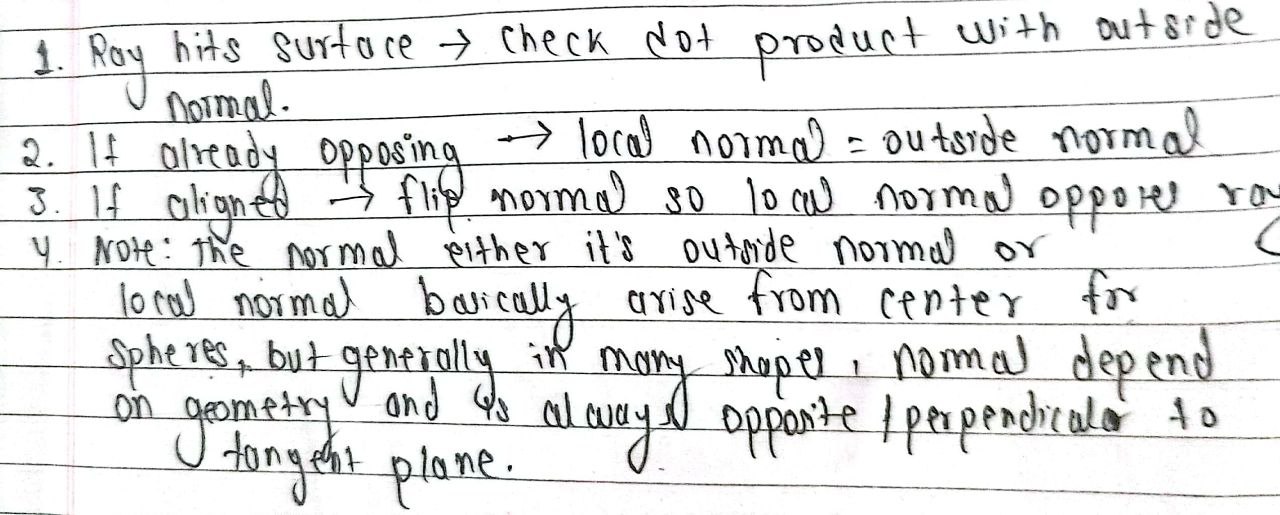 1. Ray hits surface → check dot product with outside
normal.
2. If already opposing → local normal = outside normal
3. If aligned → flip normal so local normal opposes ray
4. Note: the normal either it's outside normal or
local normal basically arise from center for
spheres, but generally in many shapes, normal depend
on geometry and is always opposite / perpendicular to
tangent plane.